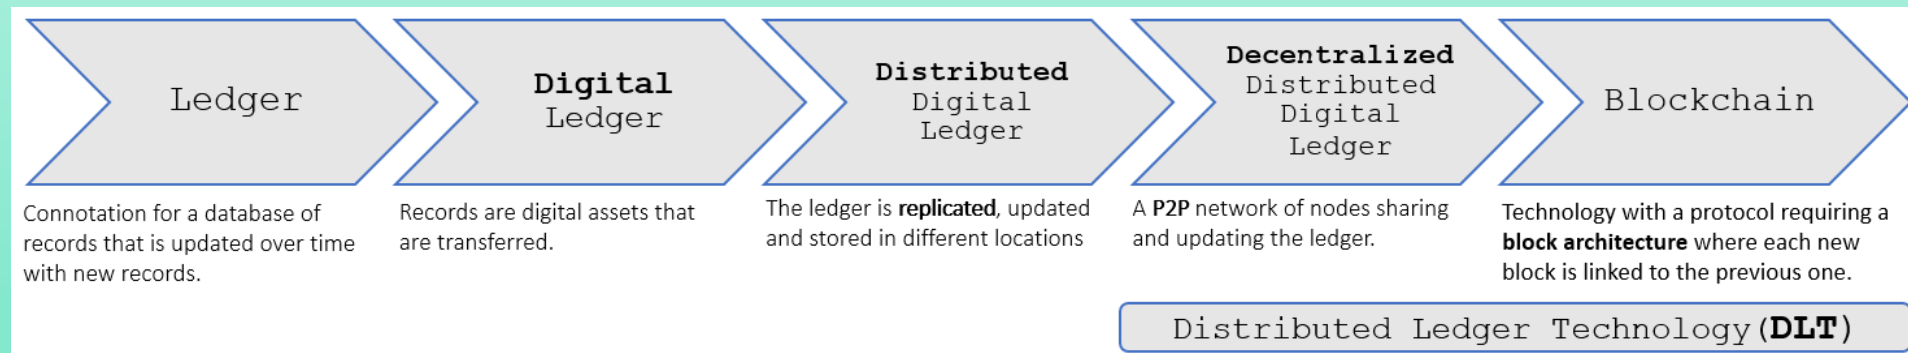 Ledger
Connotation for a database of
records that is updated over time
with new records.
Digital
Ledger
Records are digital assets that
are transferred.
Distributed
Digital
Ledger
The ledger is replicated, updated
and stored in different locations
Decentralized
Distributed
Digital
Ledger
A P2P network of nodes sharing
and updating the ledger.
Blockchain
Technology with a protocol requiring a
block architecture where each new
block is linked to the previous one.
Distributed Ledger Technology(DLT)